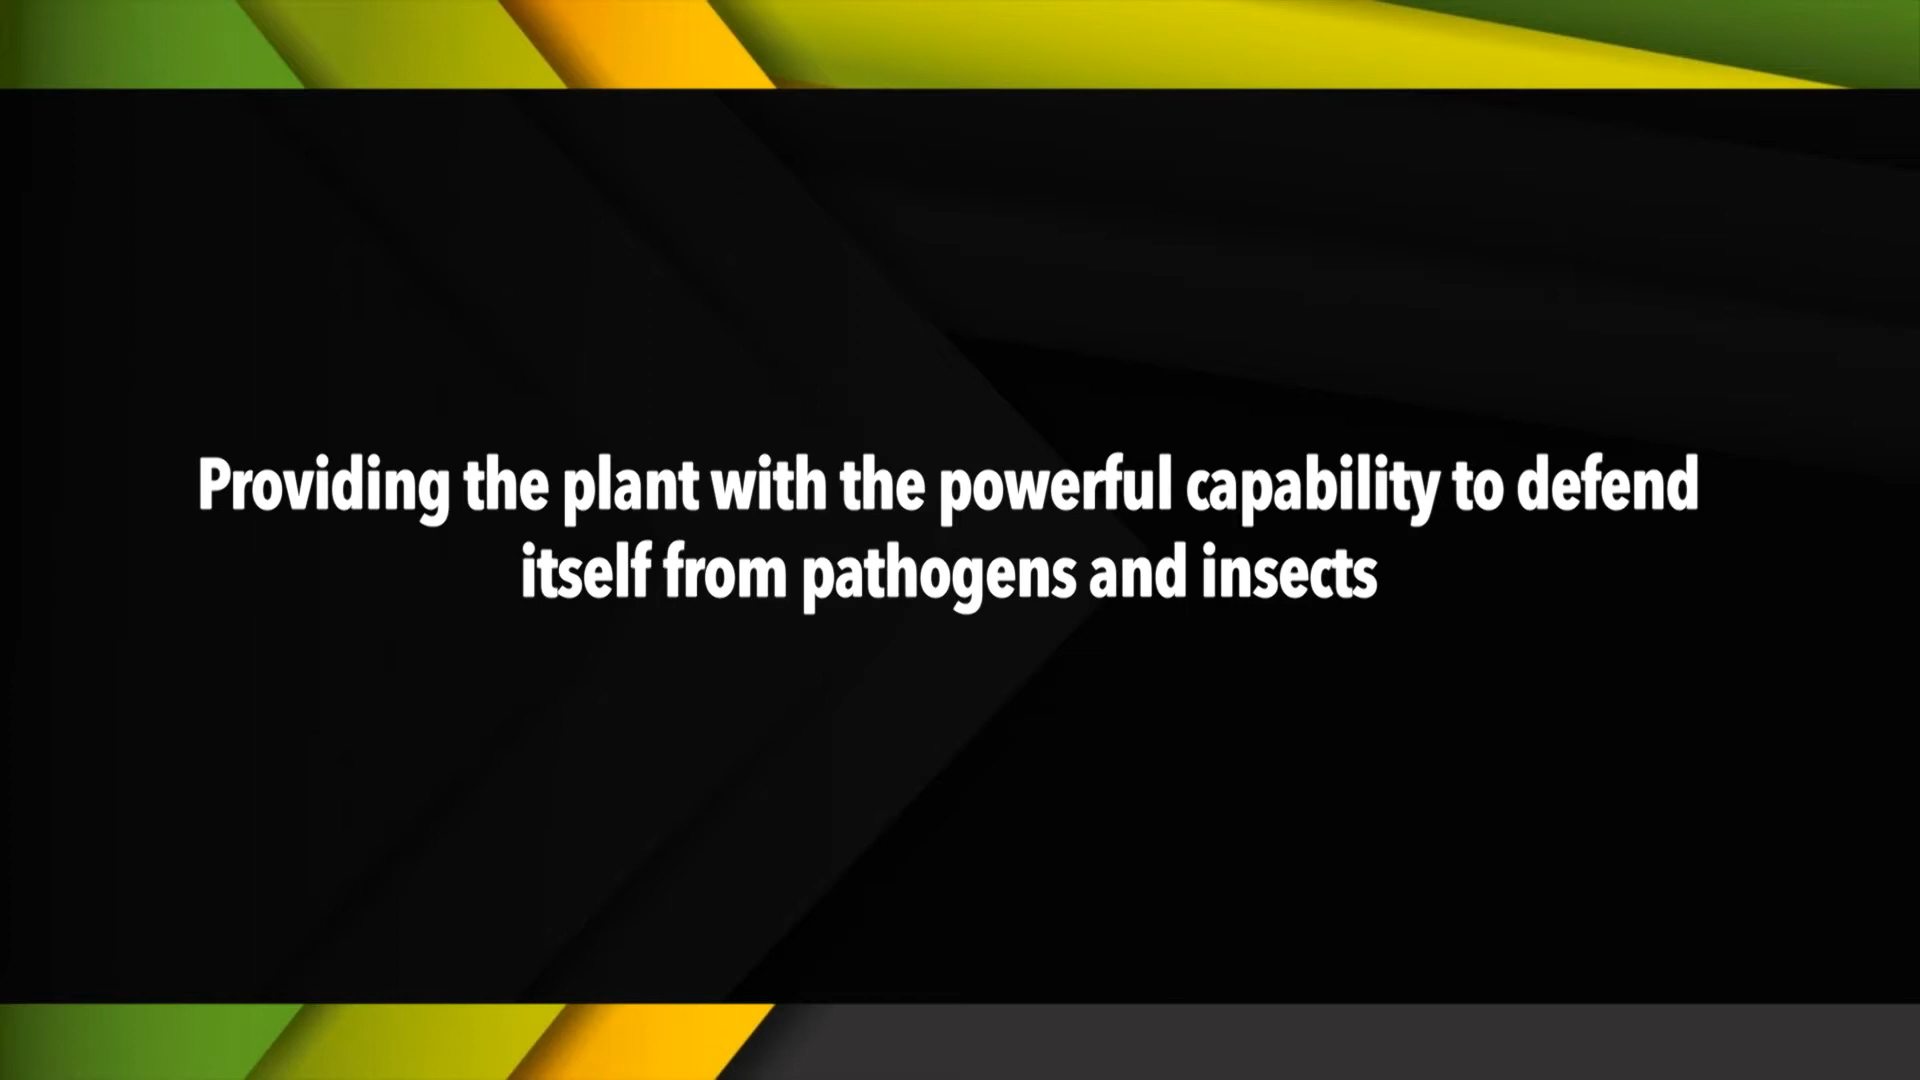 Providing the plant with the powerful capability to defend
itself from pathogens and insects